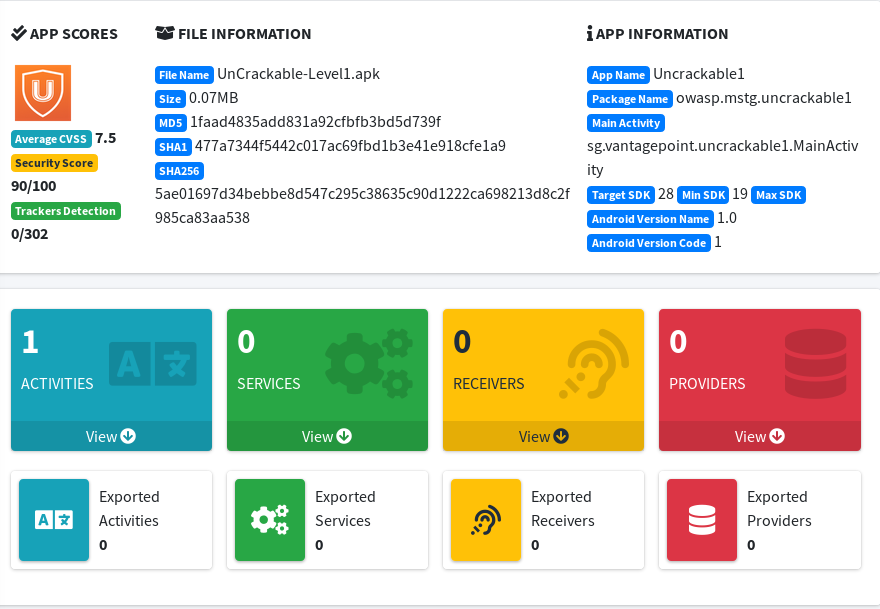 APP SCORES
Average CVSS 7.5
Security Score
90/100
Trackers Detection
0/302
FILE INFORMATION
File Name UnCrackable-Level1.apk
Size 0.07MB
MD5 1faad4835add831a92cfbfb3bd5d739f
SHA1 477a7344f5442c017ac69fbd1b3e41e918cfe1a9
SHA256
5ae01697d34bebbe8d547c295c38635c90d1222ca698213d8c2f
985ca83aa538
APP INFORMATION
App Name Uncrackable1
Package Name owasp.mstg.uncrackable1
Main Activity
sg.vantagepoint.uncrackable1.MainActiv
ity
Target SDK 28 Min SDK 19 Max SDK
Android Version Name 1.0
Android Version Code 1
1
ACTIVITIES
View
0
SERVICES
View
0
RECEIVERS
View
0
PROVIDERS
View
Exported
Activities
0
Exported
Services
0
Exported
Receivers
0
Exported
Providers
0